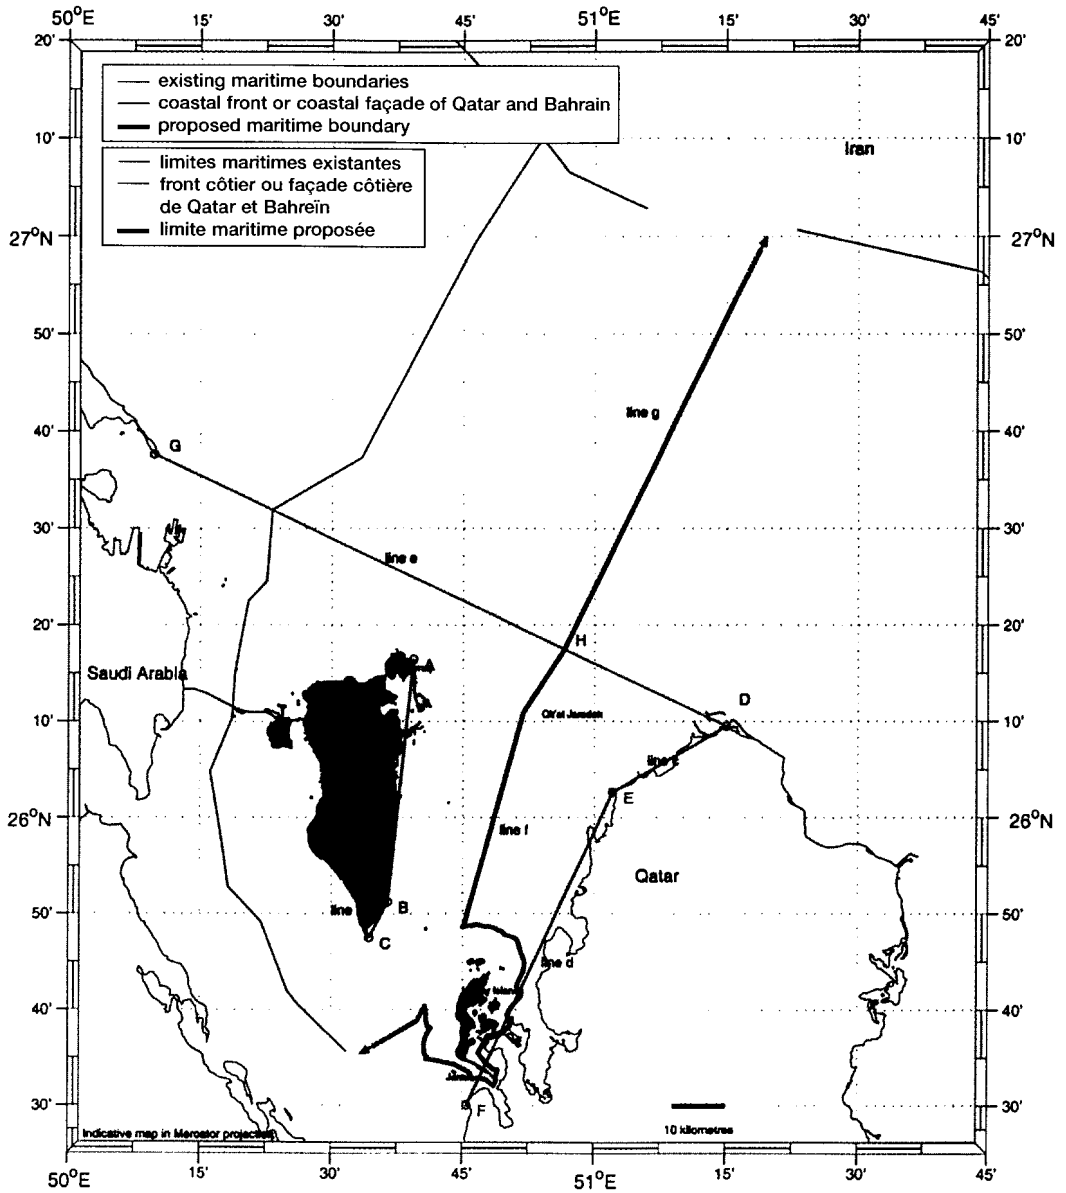 50°E 15' 30' 45' 51°E 15' 30' 45'
20' 20'
existing maritime boundaries
coastal front or coastal façade of Qatar and Bahrain
proposed maritime boundary
10' 10'
Iran
limites maritimes existantes
front côtier ou façade côtière
de Qatar et Bahreïn
limite maritime proposée
27°N 27°N
50' 50'
line g
40' 40'
G
30' 30'
line e
20' 20'
H
A
Saudi Arabia
D
10' 10'
line
E
26°N 26°N
line f
Qatar
B
line
50' 50'
C
line d
40' 40'
30' 30'
F
Indicative map in Mercator projection
10 kilometres
50°E 15' 30' 45' 51°E 15' 30' 45'